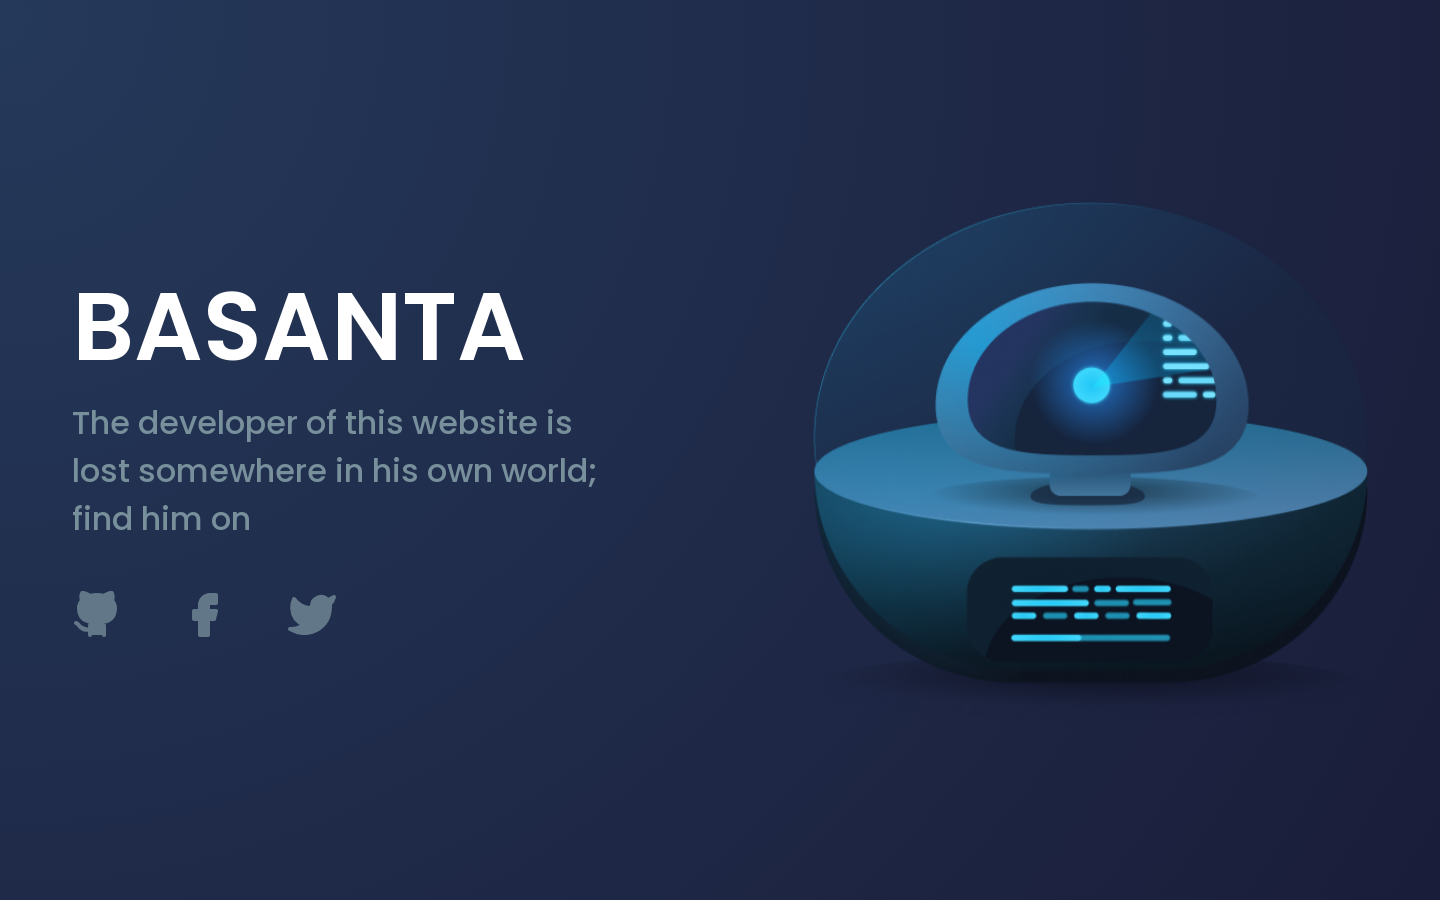 BASANTA
The developer of this website is
lost somewhere in his own world;
find him on